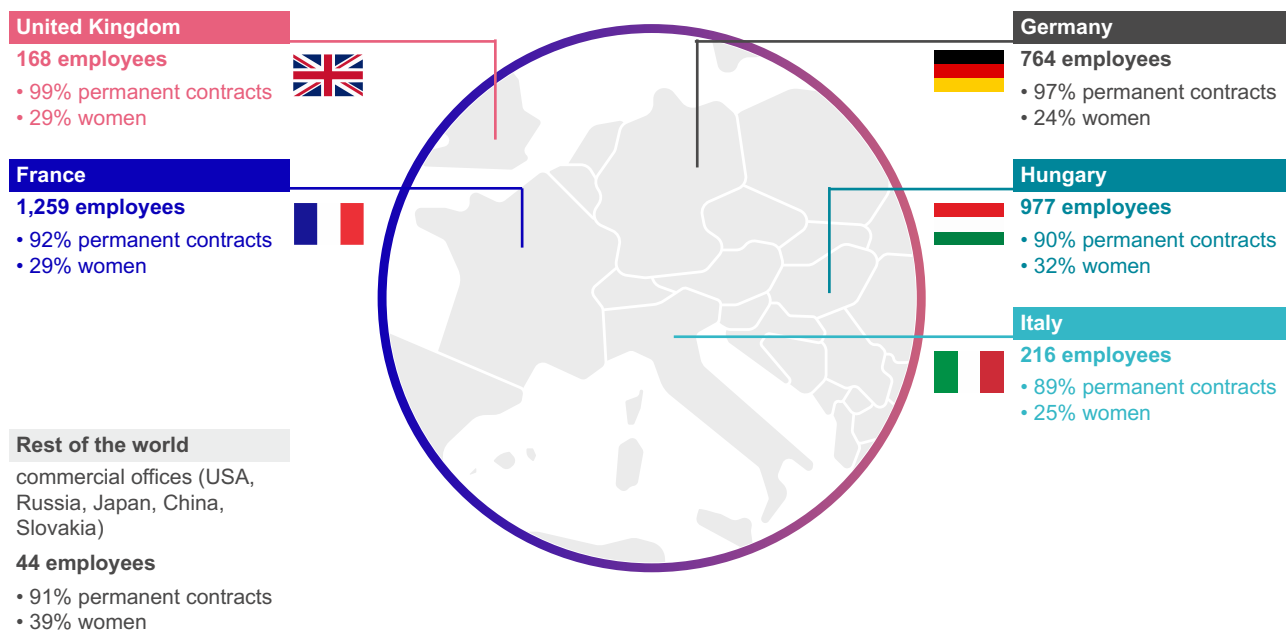 United Kingdom
168 employees
• 99% permanent contracts
• 29% women
France
1,259 employees
• 92% permanent contracts
• 29% women
Rest of the world
commercial offices (USA,
Russia, Japan, China,
Slovakia)
44 employees
• 91% permanent contracts
• 39% women
Germany
764 employees
• 97% permanent contracts
• 24% women
Hungary
977 employees
• 90% permanent contracts
• 32% women
Italy
216 employees
• 89% permanent contracts
• 25% women